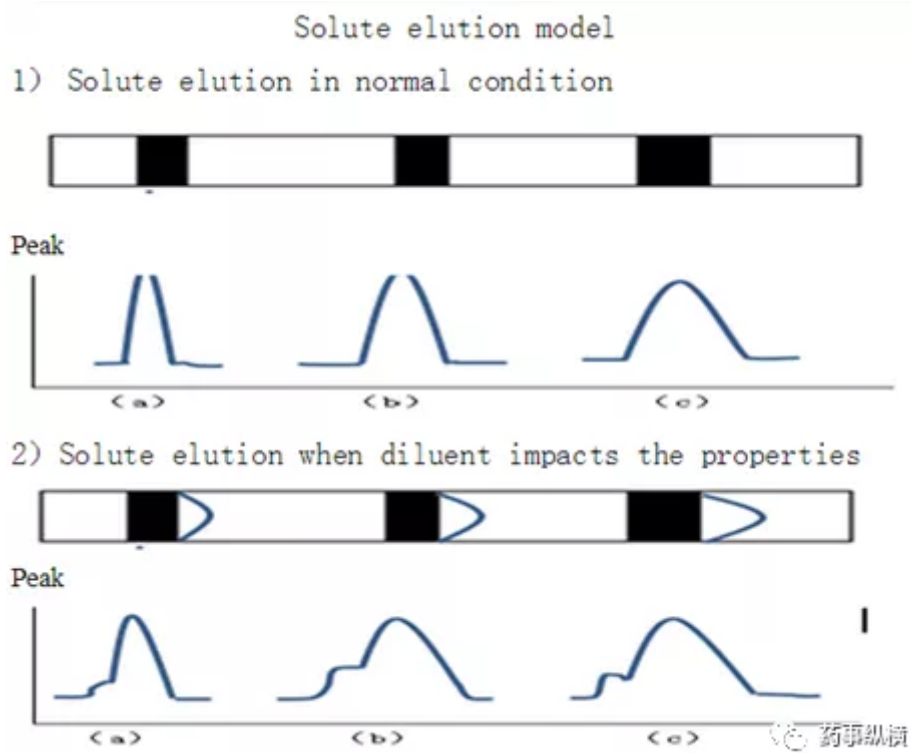 Solute elution model
1） Solute elution in normal condition
Peak
(a) (b) (c)
2）Solute elution when diluent impacts the properties
Peak
(a) (b) (c)
药事纵横